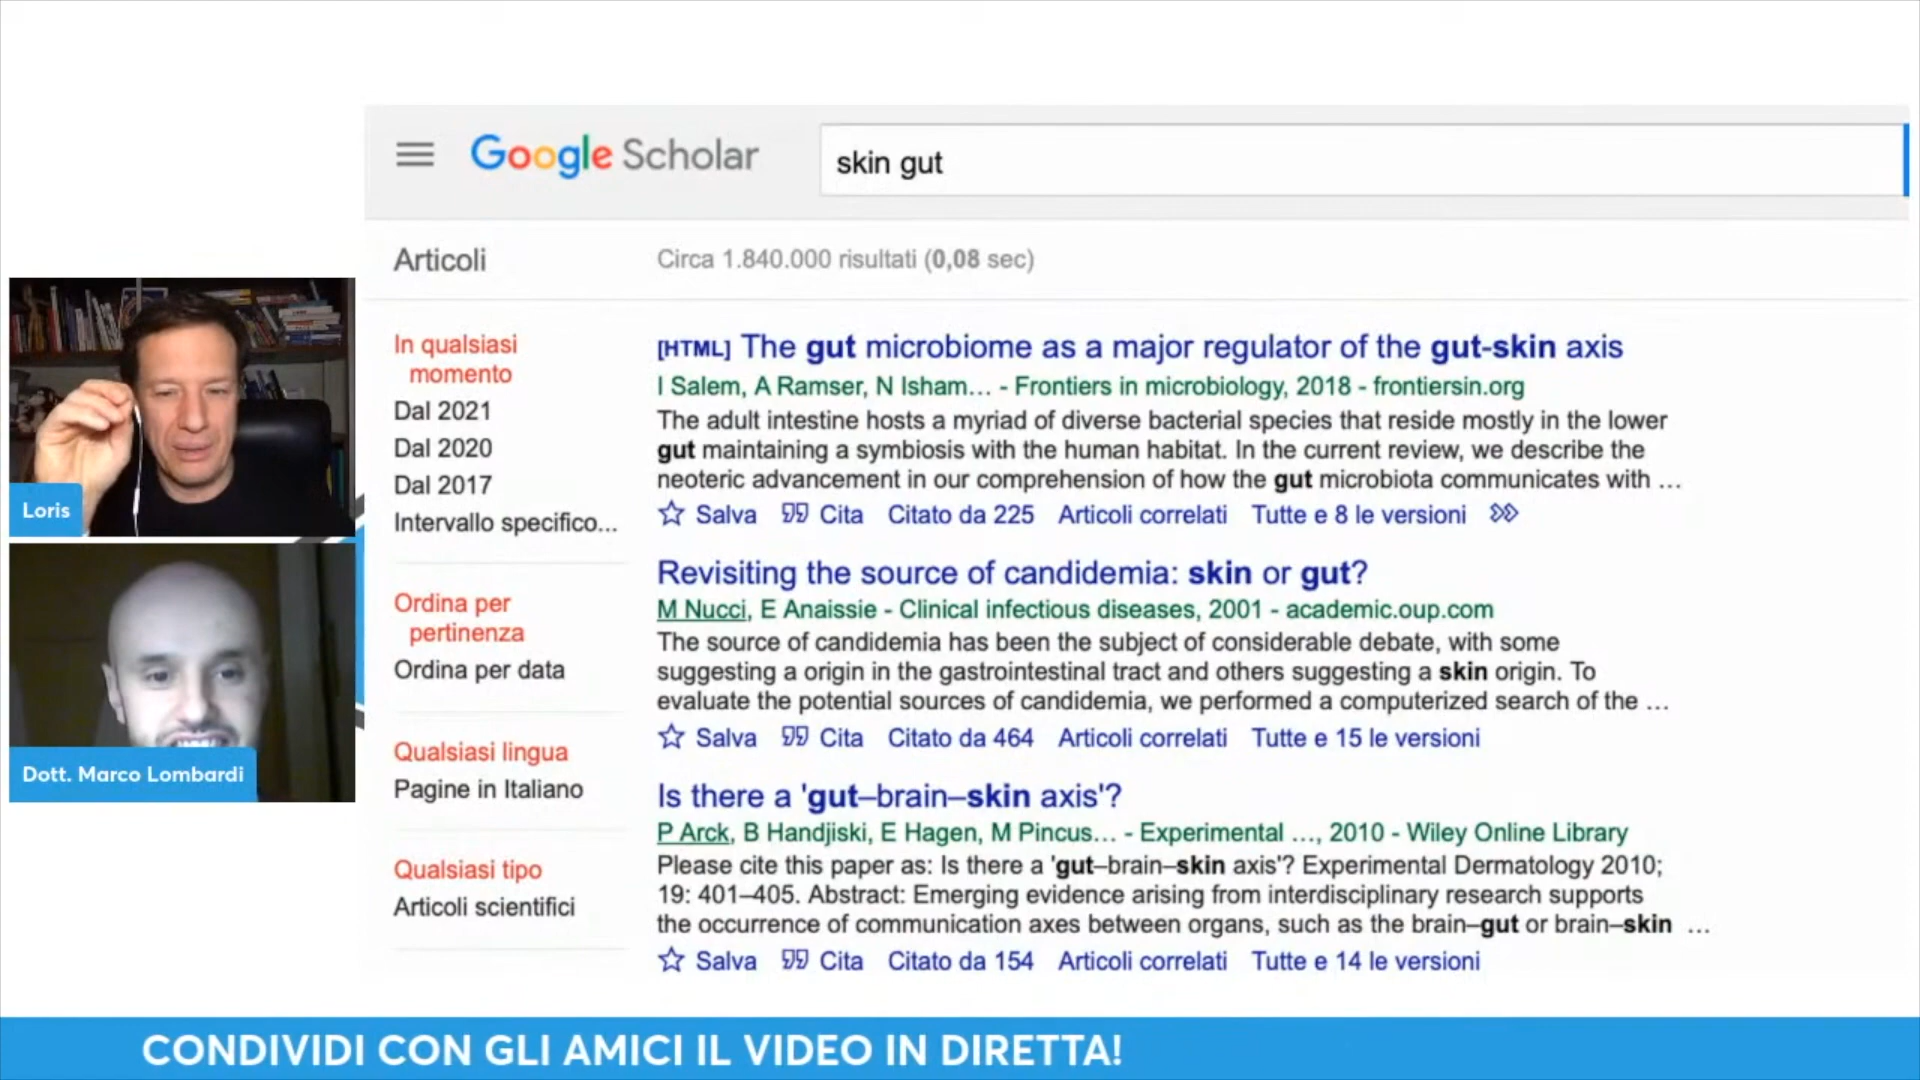 Google Scholar
skin gut
Articoli
Circa 1.840.000 risultati (0,08 sec)
In qualsiasi
momento
Dal 2021
Dal 2020
Dal 2017
Intervallo specifico...
Ordina per
pertinenza
Ordina per data
Qualsiasi lingua
Pagine in Italiano
Qualsiasi tipo
Articoli scientifici
[HTML] The gut microbiome as a major regulator of the gut-skin axis
I Salem, A Ramser, N Isham… - Frontiers in microbiology, 2018 - frontiersin.org
The adult intestine hosts a myriad of diverse bacterial species that reside mostly in the lower
gut maintaining a symbiosis with the human habitat. In the current review, we describe the
neoteric advancement in our comprehension of how the gut microbiota communicates with …
Salva Cita Citato da 225 Articoli correlati Tutte e 8 le versioni
Revisiting the source of candidemia: skin or gut?
M Nucci, E Anaissie - Clinical infectious diseases, 2001 - academic.oup.com
The source of candidemia has been the subject of considerable debate, with some
suggesting a origin in the gastrointestinal tract and others suggesting a skin origin. To
evaluate the potential sources of candidemia, we performed a computerized search of the …
Salva Cita Citato da 464 Articoli correlati Tutte e 15 le versioni
Is there a 'gut–brain–skin axis'?
P Arck, B Handjiski, E Hagen, M Pincus… - Experimental …, 2010 - Wiley Online Library
Please cite this paper as: Is there a 'gut–brain–skin axis'? Experimental Dermatology 2010;
19: 401–405. Abstract: Emerging evidence arising from interdisciplinary research supports
the occurrence of communication axes between organs, such as the brain–gut or brain–skin …
Salva Cita Citato da 154 Articoli correlati Tutte e 14 le versioni
Loris
Dott. Marco Lombardi
CONDIVIDI CON GLI AMICI IL VIDEO IN DIRETTA!